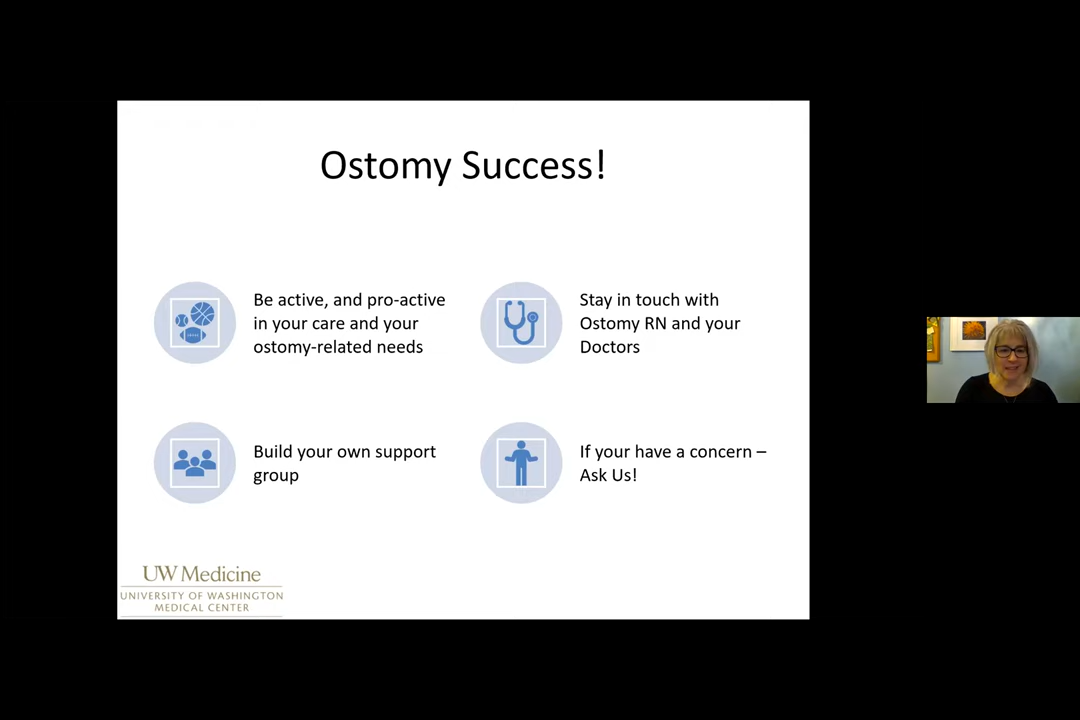 Ostomy Success!
Be active, and pro-active
in your care and your
ostomy-related needs
Stay in touch with
Ostomy RN and your
Doctors
Build your own support
group
If your have a concern –
Ask Us!
UW Medicine
UNIVERSITY OF WASHINGTON
MEDICAL CENTER